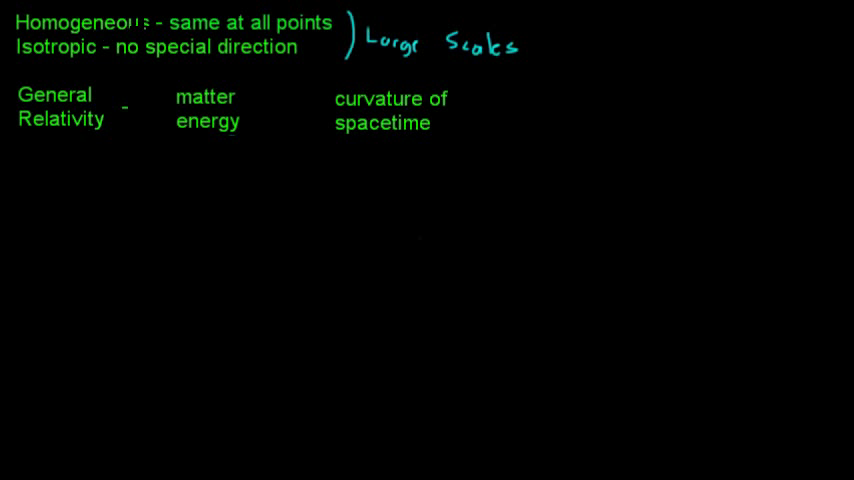 Homogeneous - same at all points
Isotropic - no special direction
) Large Scales
General Relativity -
matter energy
curvature of spacetime